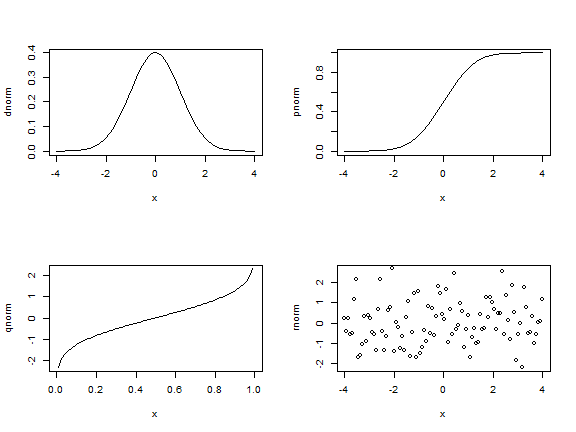 dnorm
0.0 0.1 0.2 0.3 0.4
-4 -2 0 2 4
x
pnorm
0.0 0.4 0.8
-4 -2 0 2 4
x
qnorm
-2 -1 0 1 2
0.0 0.2 0.4 0.6 0.8 1.0
x
rnorm
-2 -1 0 1 2
-4 -2 0 2 4
x